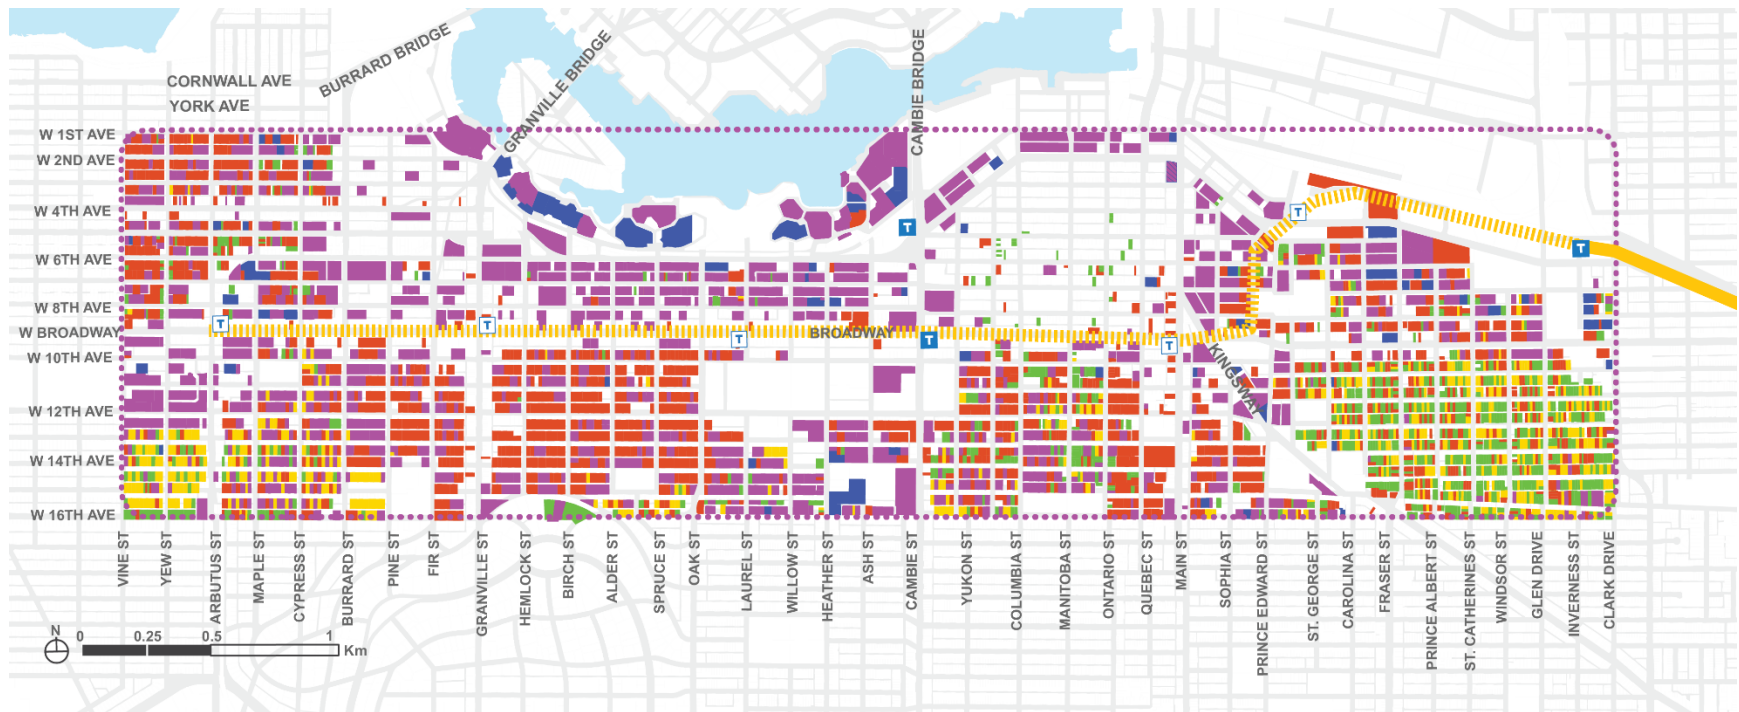 BURRARD BRIDGE
GRANVILLE BRIDGE
CAMBIE BRIDGE
CORNWALL AVE
YORK AVE
W 1ST AVE
W 2ND AVE
W 4TH AVE
W 6TH AVE
W 8TH AVE
W BROADWAY
W 10TH AVE
W 12TH AVE
W 14TH AVE
W 16TH AVE
T
T
T
T
T
T
T
T
BROADWAY
KINGSWAY
VINE ST
YEW ST
ARBUTUS ST
MAPLE ST
CYPRESS ST
BURRARD ST
PINE ST
FIR ST
GRANVILLE ST
HEMLOCK ST
BIRCH ST
ALDER ST
SPRUCE ST
OAK ST
LAUREL ST
WILLOW ST
HEATHER ST
ASH ST
CAMBIE ST
YUKON ST
COLUMBIA ST
MANITOBA ST
ONTARIO ST
QUEBEC ST
MAIN ST
SOPHIA ST
PRINCE EDWARD ST
ST. GEORGE ST
CAROLINA ST
FRASER ST
PRINCE ALBERT ST
ST. CATHERINES ST
WINDSOR ST
GLEN DRIVE
INVERNESS ST
CLARK DRIVE
N
0 0.25 0.5 1
Km